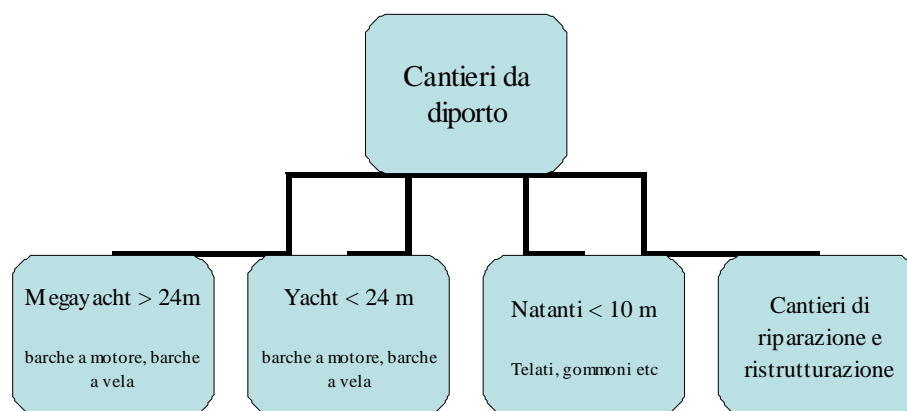 Cantieri da
diporto
Megayacht > 24m
barche a motore, barche
a vela
Yacht < 24 m
barche a motore, barche
a vela
Natanti < 10 m
Telati, gommoni etc
Cantieri di
riparazione e
ristrutturazione